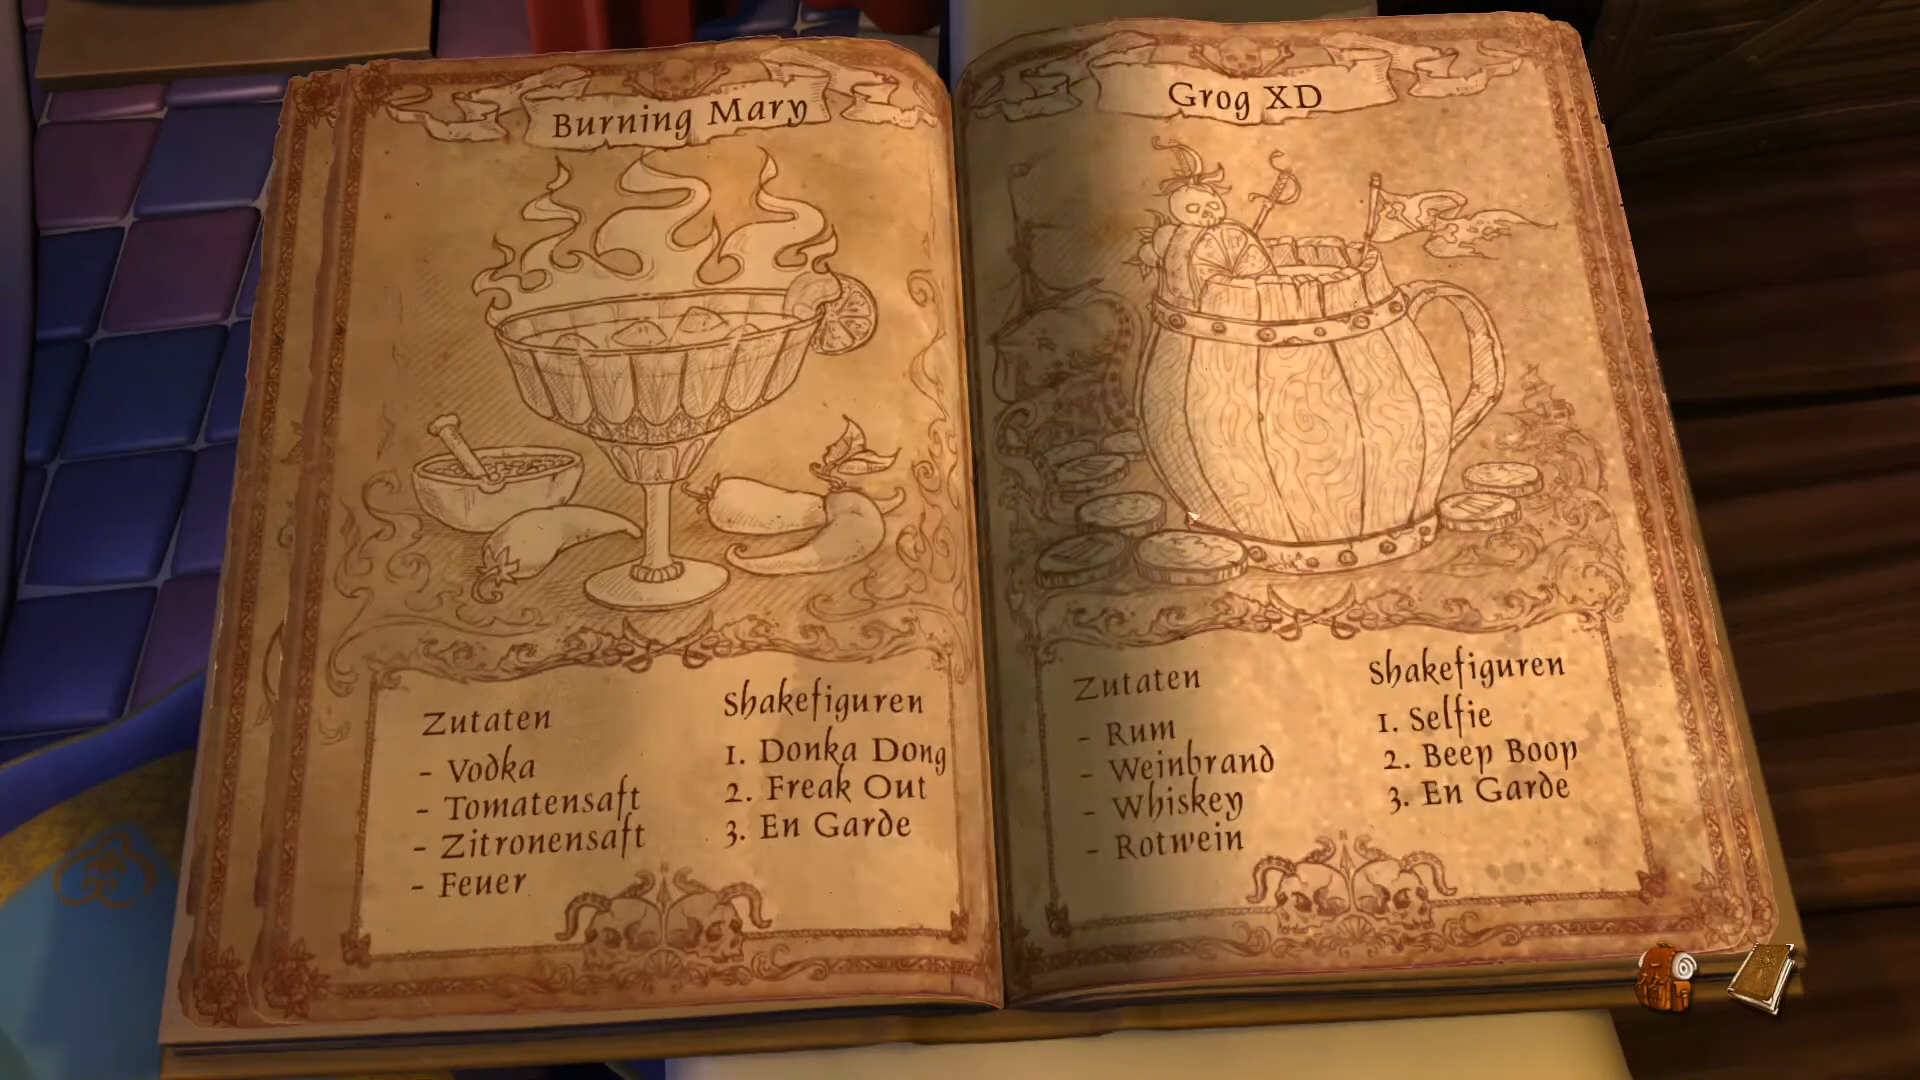 Burning Mary
Zutaten
- Vodka
- Tomatensaft
- Zitronensaft
- Feuer
Shakefiguren
1. Donka Dong
2. Freak Out
3. En Garde
Grog XD
Zutaten
- Rum
- Weinbrand
- Whiskey
- Rotwein
Shakefiguren
1. Selfie
2. Beep Boop
3. En Garde